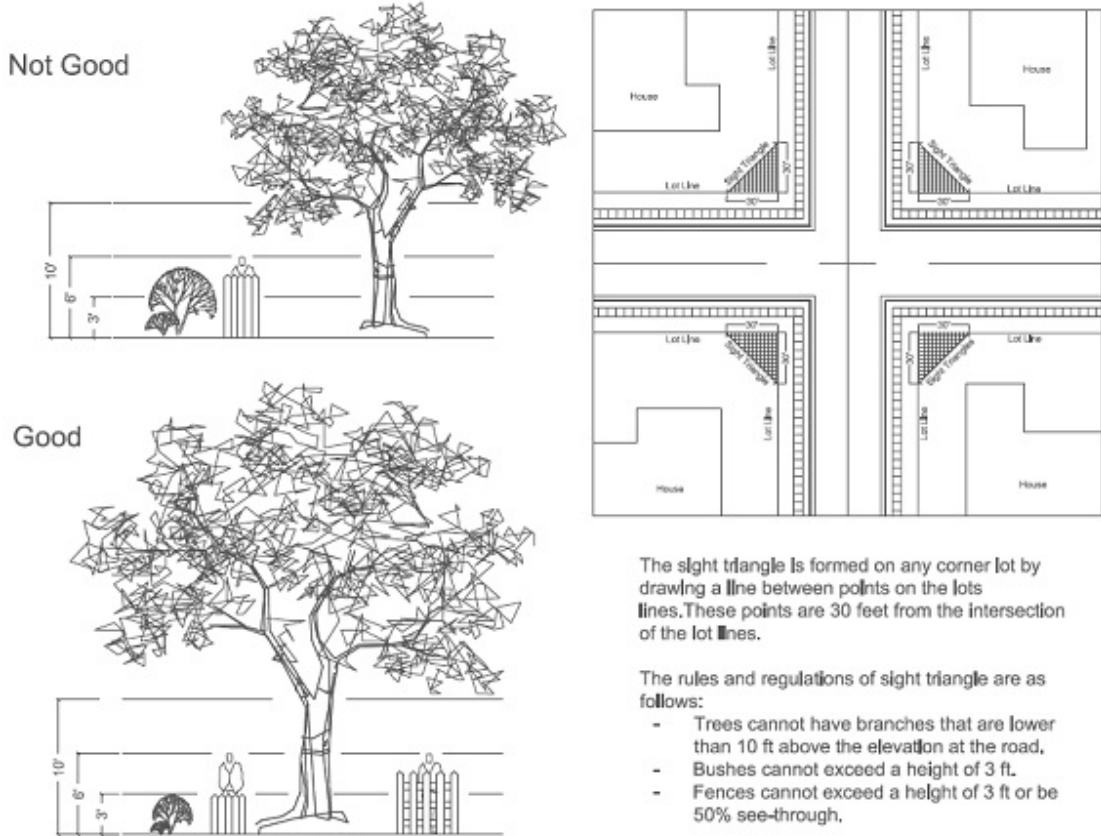 Not Good
10'
6'
3'
Good
10'
6'
3'
House
Lot Line
Lot Line
House
Sight Triangle
30'
Sight Triangle
30'
Lot Line
30'
30'
Lot Line
30'
30'
Lot Line
30'
Sight Triangle
30'
Sight Triangles
Lot Line
Lot Line
Lot Line
House
House
The sight triangle is formed on any corner lot by
drawing a line between points on the lots
lines.These points are 30 feet from the intersection
of the lot lines.
The rules and regulations of sight triangle are as
follows:
- Trees cannot have branches that are lower
than 10 ft above the elevation at the road.
- Bushes cannot exceed a height of 3 ft.
- Fences cannot exceed a height of 3 ft or be
50% see-through.